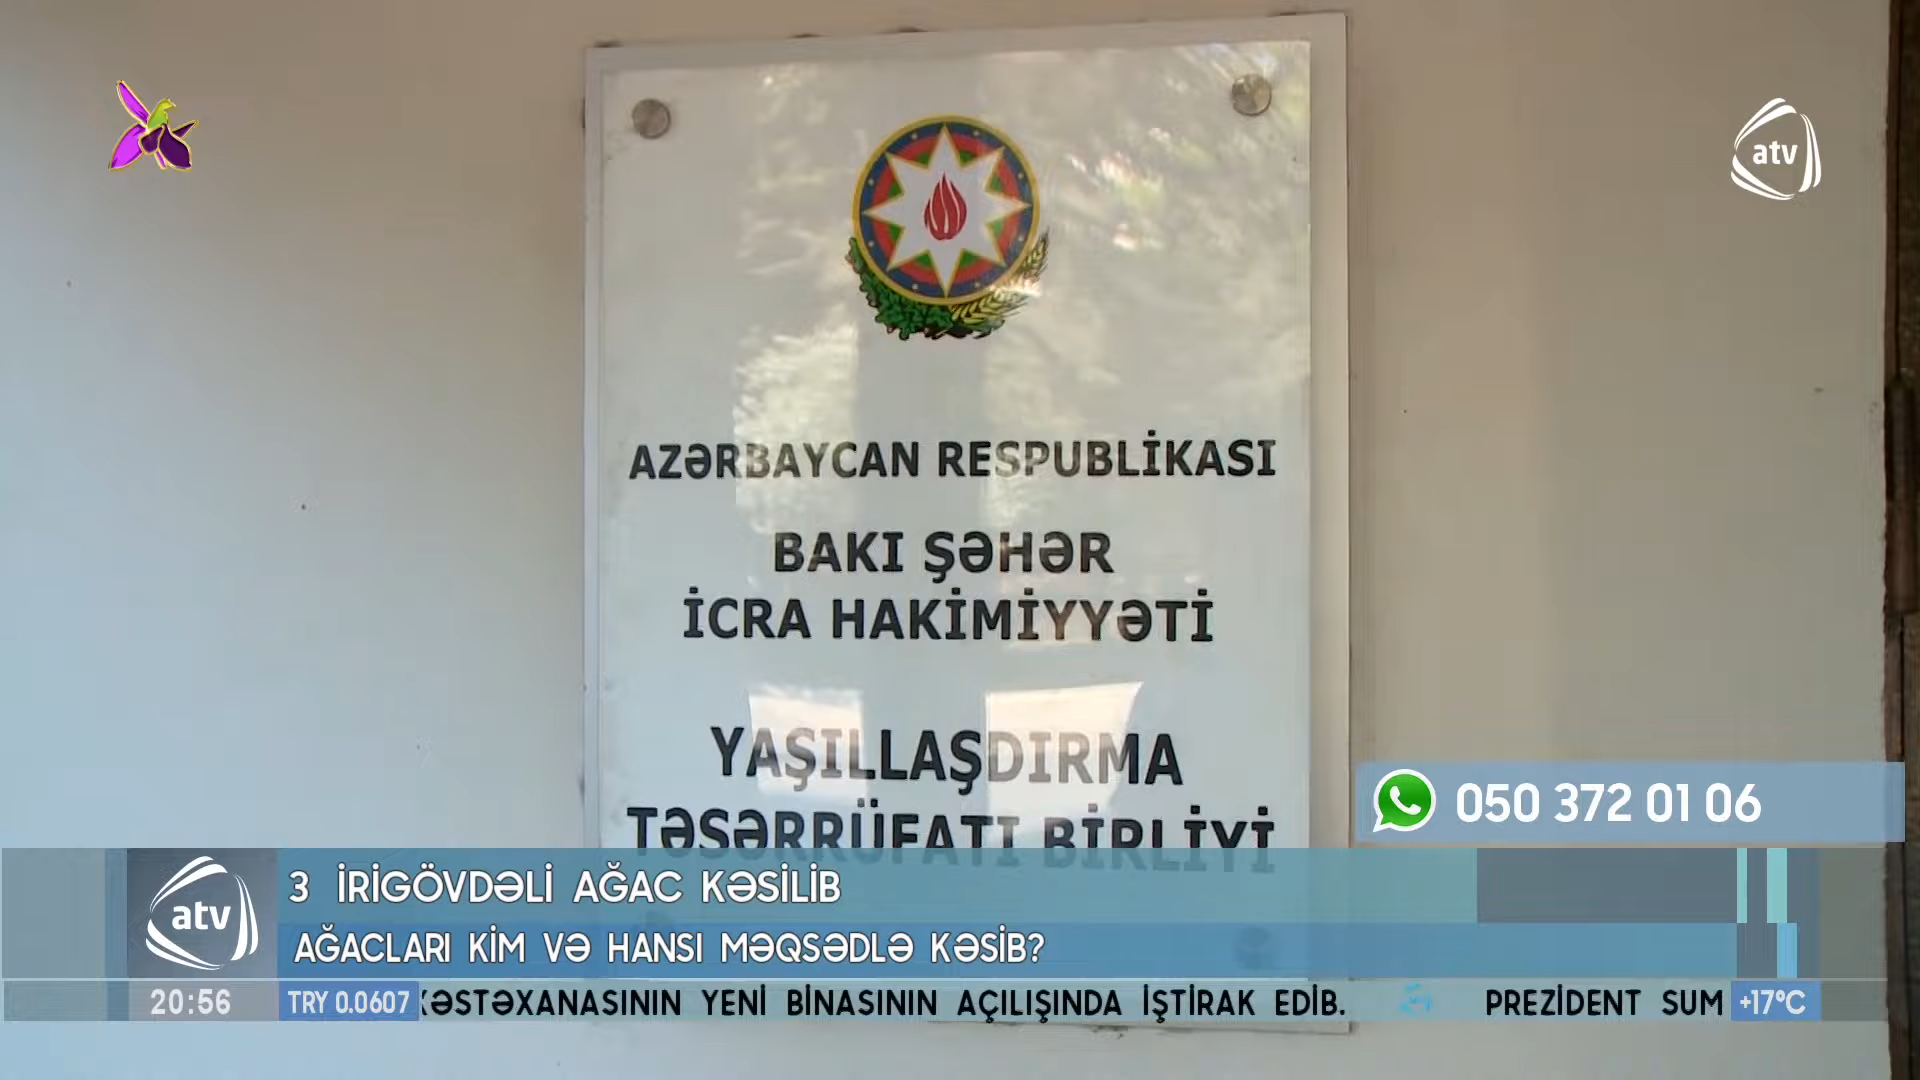 atv
AZƏRBAYCAN RESPUBLİKASI
BAKI ŞƏHƏR
İCRA HAKİMİYYƏTİ
YAŞILLAŞDIRMA
TƏSƏRRÜFATI BİRLİYİ
050 372 01 06
atv
3 İRİGÖVDƏLİ AĞAC KƏSİLİB
AĞACLARI KİM VƏ HANSI MƏQSƏDLƏ KƏSİB?
20:56 TRY 0.0607 XƏSTƏXANASININ YENİ BİNASININ AÇILIŞINDA İŞTİRAK EDİB. PREZİDENT SUM +17°C